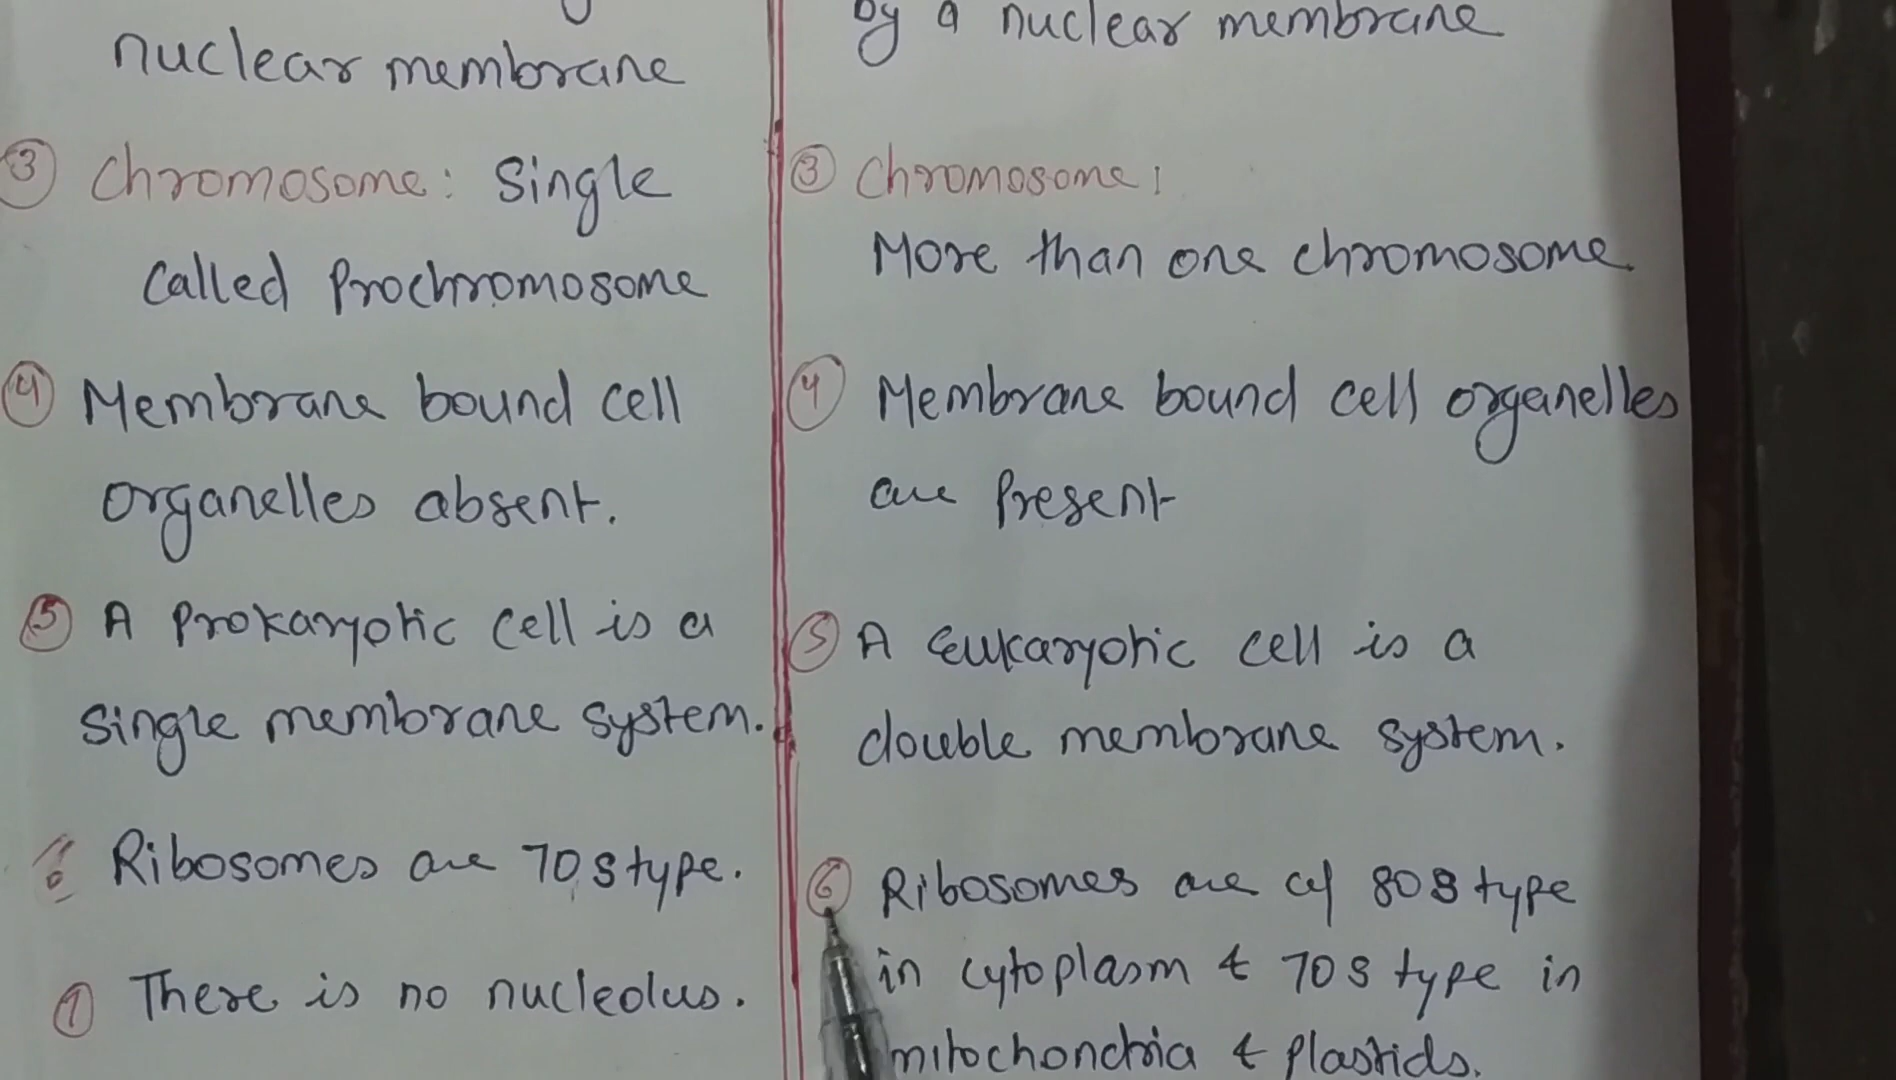 nuclear membrane
③ Chromosome: Single
called Prochromosome
④ Membrane bound cell
organelles absent.
⑤ A Prokaryotic cell is a
Single membrane system.
6 Ribosomes are 70 S type.
⑦ There is no nucleolus.
by a nuclear membrane
③ Chromosome:
More than one chromosome.
④ Membrane bound cell organelles
are Present
⑤ A Eukaryotic cell is a
double membrane system.
⑥ Ribosomes are of 80 S type
in cytoplasm & 70 S type in
mitochondria & Plastids.